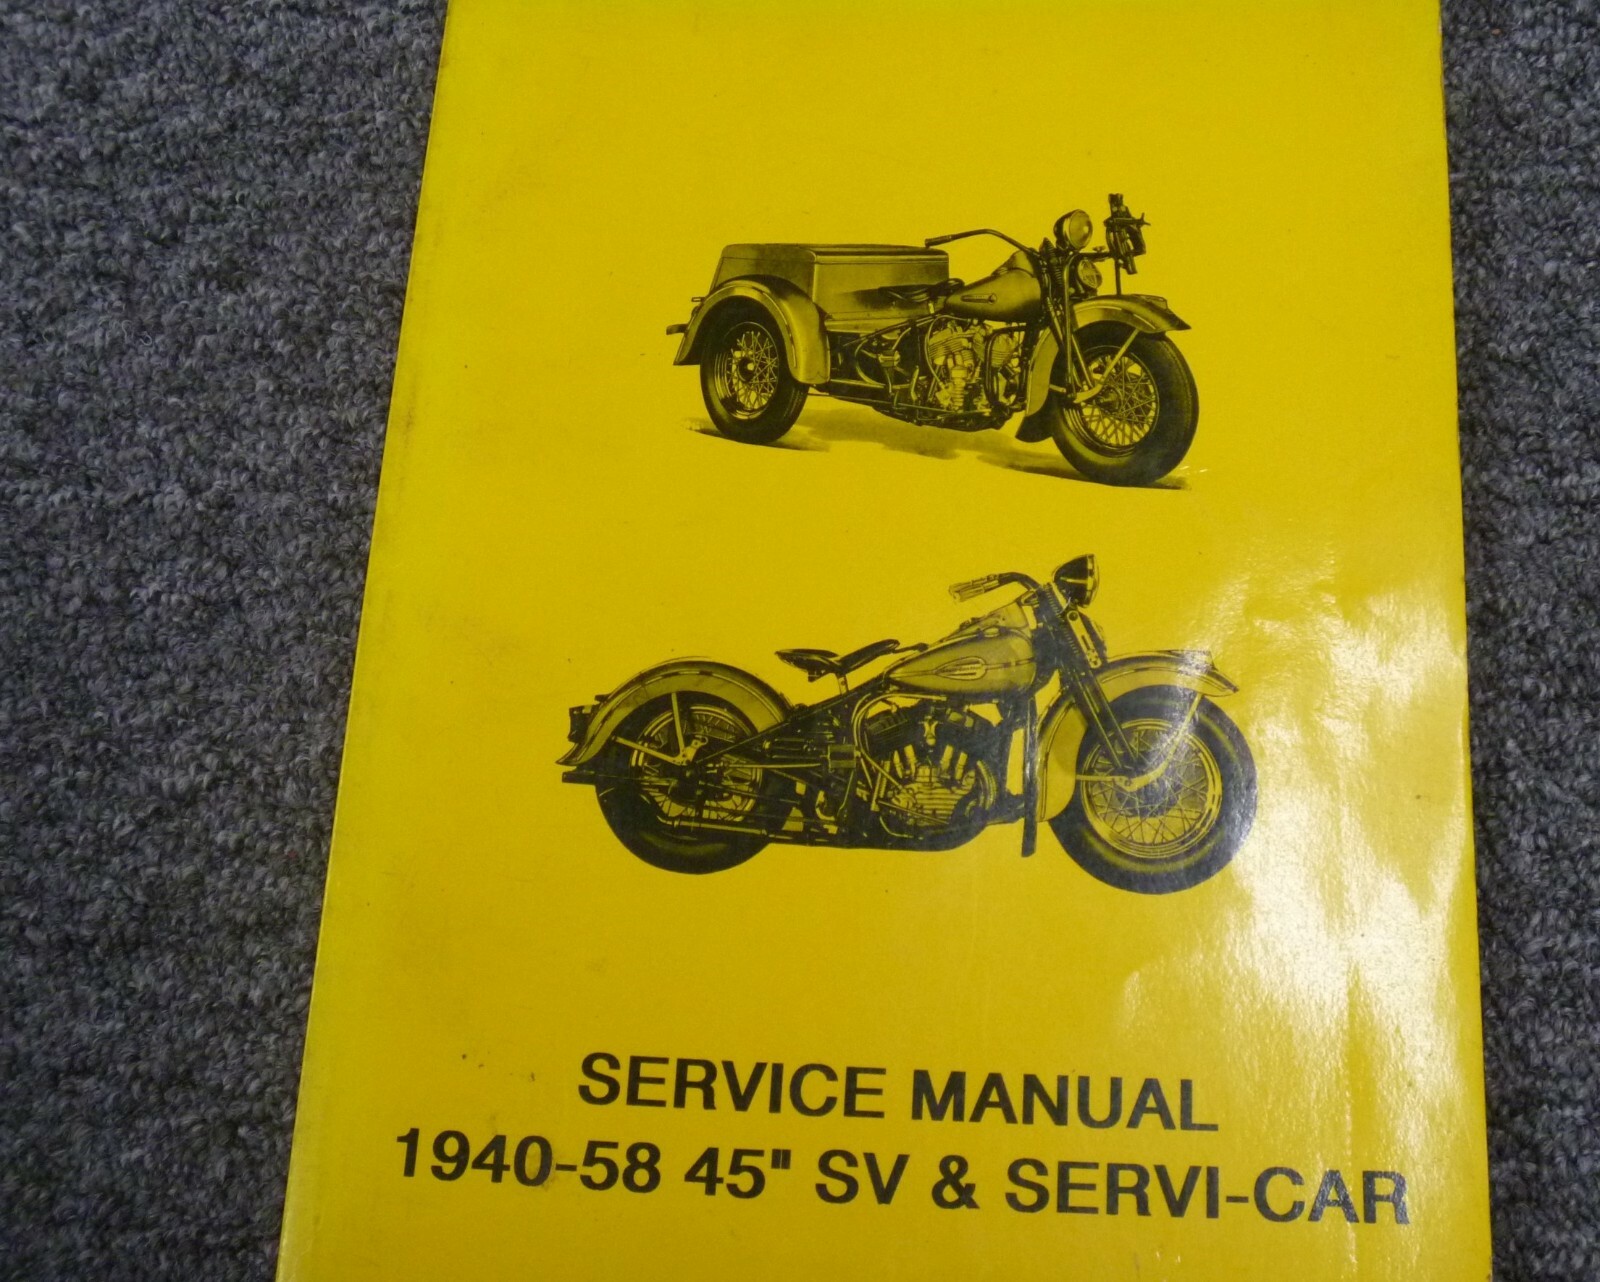 SERVICE MANUAL
1940-58 45" SV & SERVI-CAR